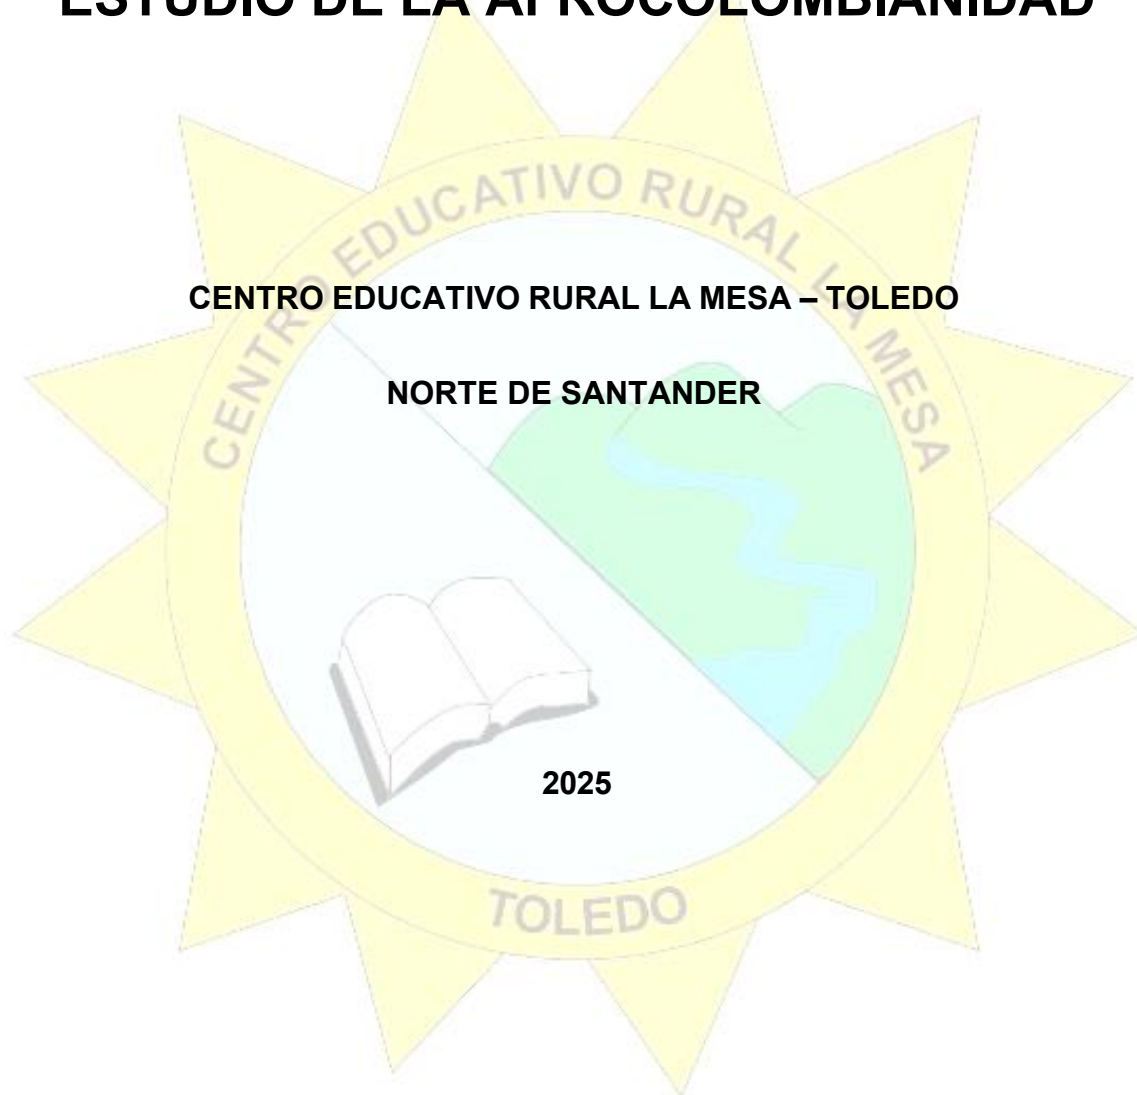 ESTUDIO DE LA AFROCOLOMBIANIDAD
CENTRO EDUCATIVO RURAL LA MESA
CENTRO EDUCATIVO RURAL LA MESA – TOLEDO
NORTE DE SANTANDER
2025
TOLEDO